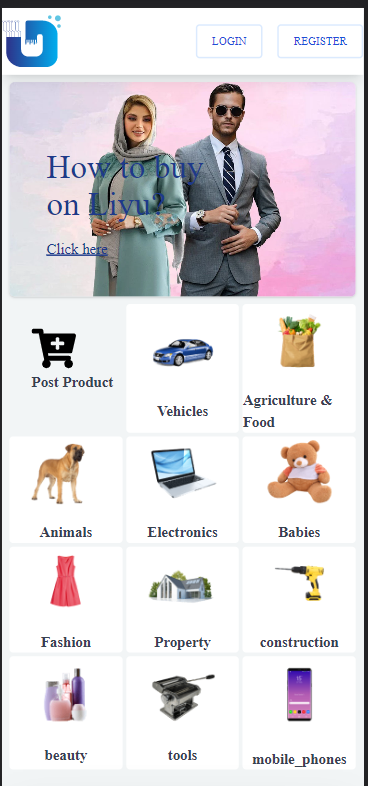 LOGIN
REGISTER
How to buy
on Livu?
Click here
Post Product
Vehicles
Agriculture &
Food
Animals
Electronics
Babies
Fashion
Property
construction
beauty
tools
mobile_phones